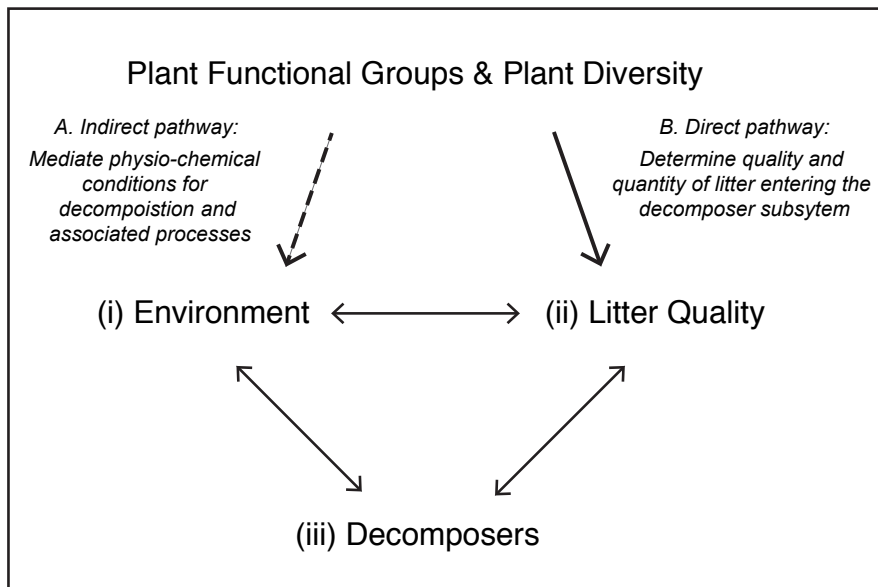 Plant Functional Groups & Plant Diversity
A. Indirect pathway:
Mediate physio-chemical
conditions for
decompoistion and
associated processes
B. Direct pathway:
Determine quality and
quantity of litter entering the
decomposer subsytem
(i) Environment
(ii) Litter Quality
(iii) Decomposers